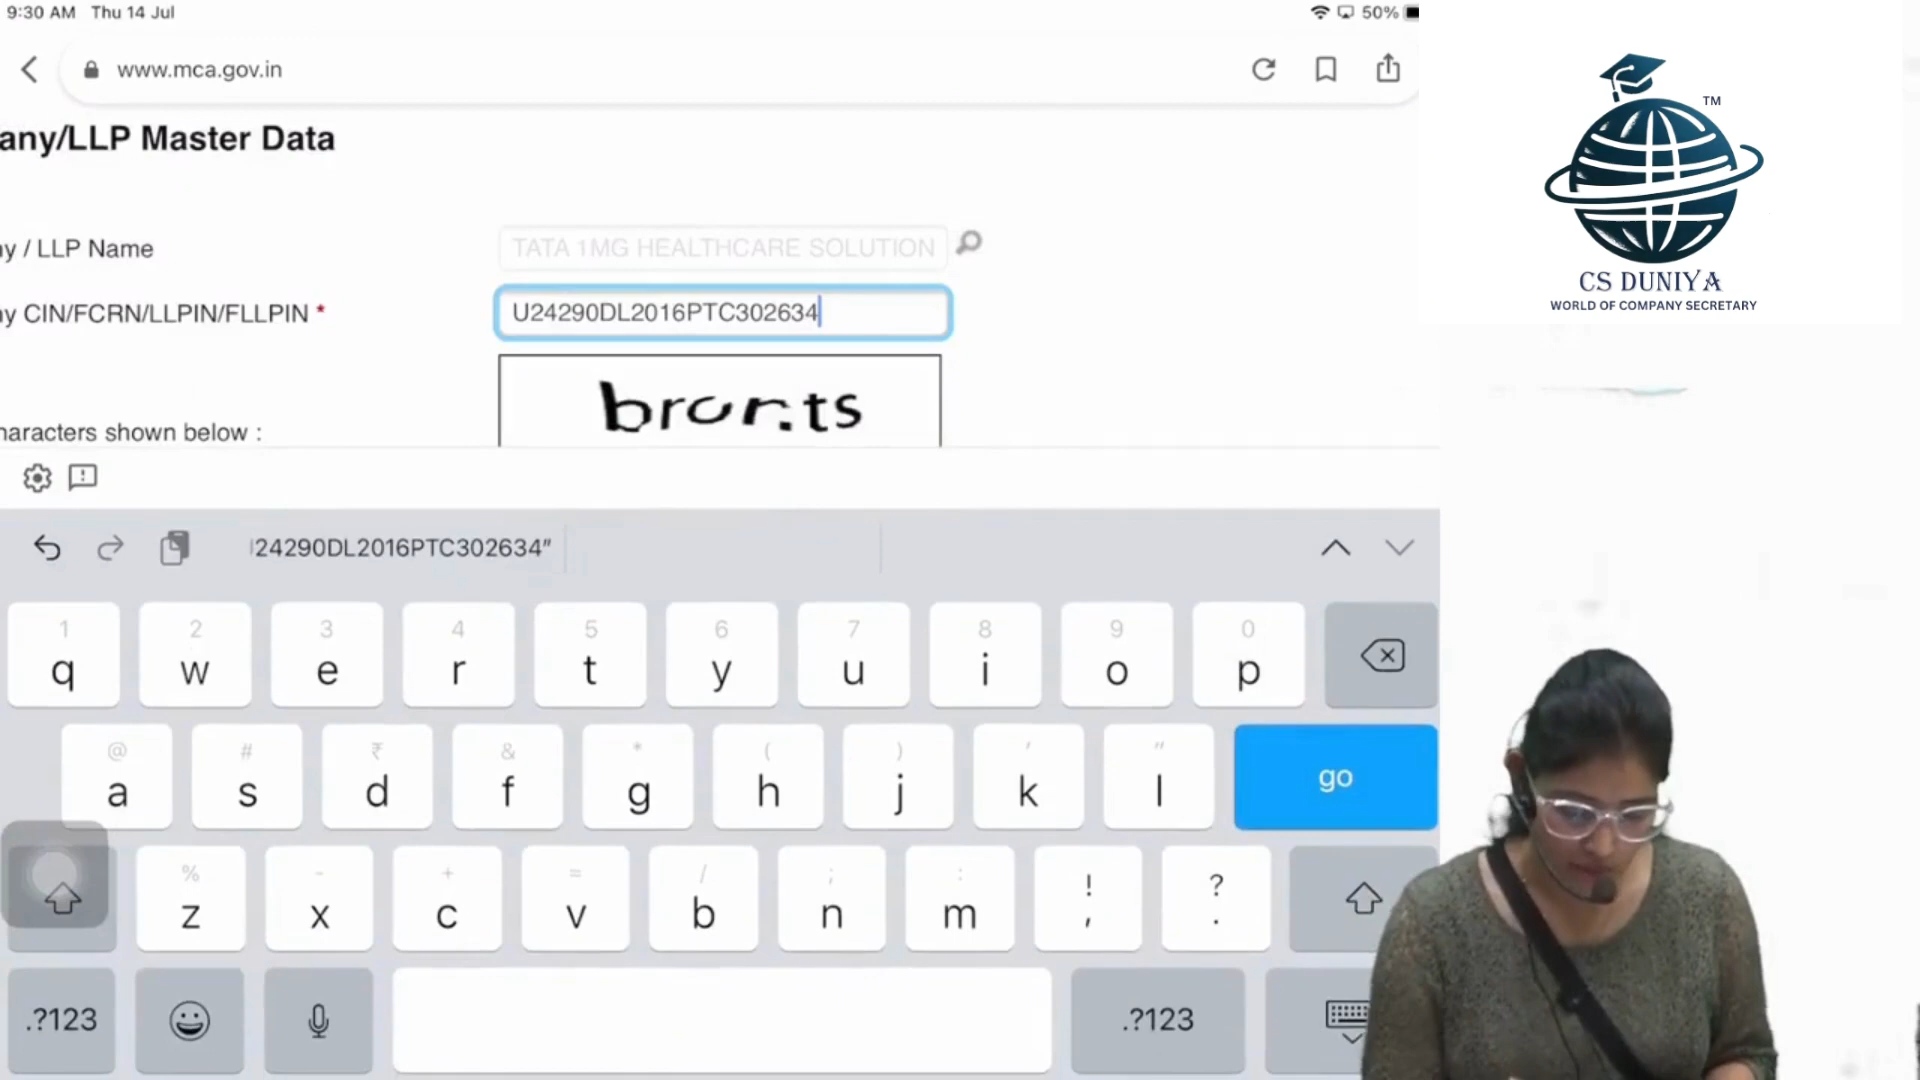 9:30 AM Thu 14 Jul
50%
www.mca.gov.in
any/LLP Master Data
ny / LLP Name
TATA 1MG HEALTHCARE SOLUTION
ny CIN/FCRN/LLPIN/FLLPIN *
U24290DL2016PTC302634
haracters shown below :
TM
CS DUNIYA
WORLD OF COMPANY SECRETARY
24290DL2016PTC302634”
1 2 3 4 5 6 7 8 9 0
q w e r t y u i o p
@ # ₹ & * ( ) ' "
a s d f g h j k l
go
% - + = / ; : ! ?
z x c v b n m , .
.?123
.?123